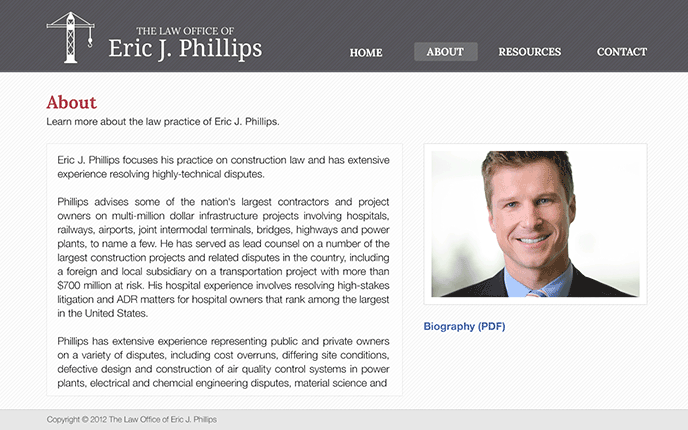 THE LAW OFFICE OF
Eric J. Phillips
HOME ABOUT RESOURCES CONTACT
About
Learn more about the law practice of Eric J. Phillips.
Eric J. Phillips focuses his practice on construction law and has extensive
experience resolving highly-technical disputes.
Phillips advises some of the nation's largest contractors and project
owners on multi-million dollar infrastructure projects involving hospitals,
railways, airports, joint intermodal terminals, bridges, highways and power
plants, to name a few. He has served as lead counsel on a number of the
largest construction projects and related disputes in the country, including
a foreign and local subsidiary on a transportation project with more than
$700 million at risk. His hospital experience involves resolving high-stakes
litigation and ADR matters for hospital owners that rank among the largest
in the United States.
Phillips has extensive experience representing public and private owners
on a variety of disputes, including cost overruns, differing site conditions,
defective design and construction of air quality control systems in power
plants, electrical and chemcial engineering disputes, material science and
Biography (PDF)
Copyright © 2012 The Law Office of Eric J. Phillips